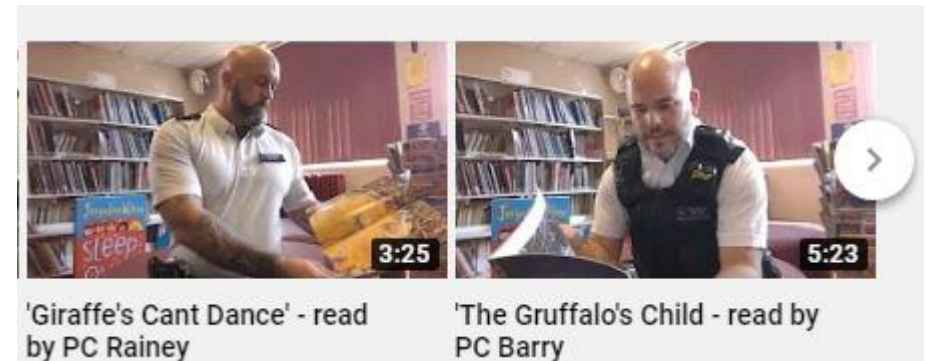 3:25
5:23
'Giraffe's Cant Dance' - read
by PC Rainey
'The Gruffalo's Child - read by
PC Barry